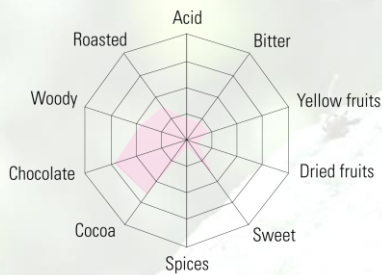 Acid
Roasted
Bitter
Woody
Yellow fruits
Chocolate
Dried fruits
Cocoa
Sweet
Spices